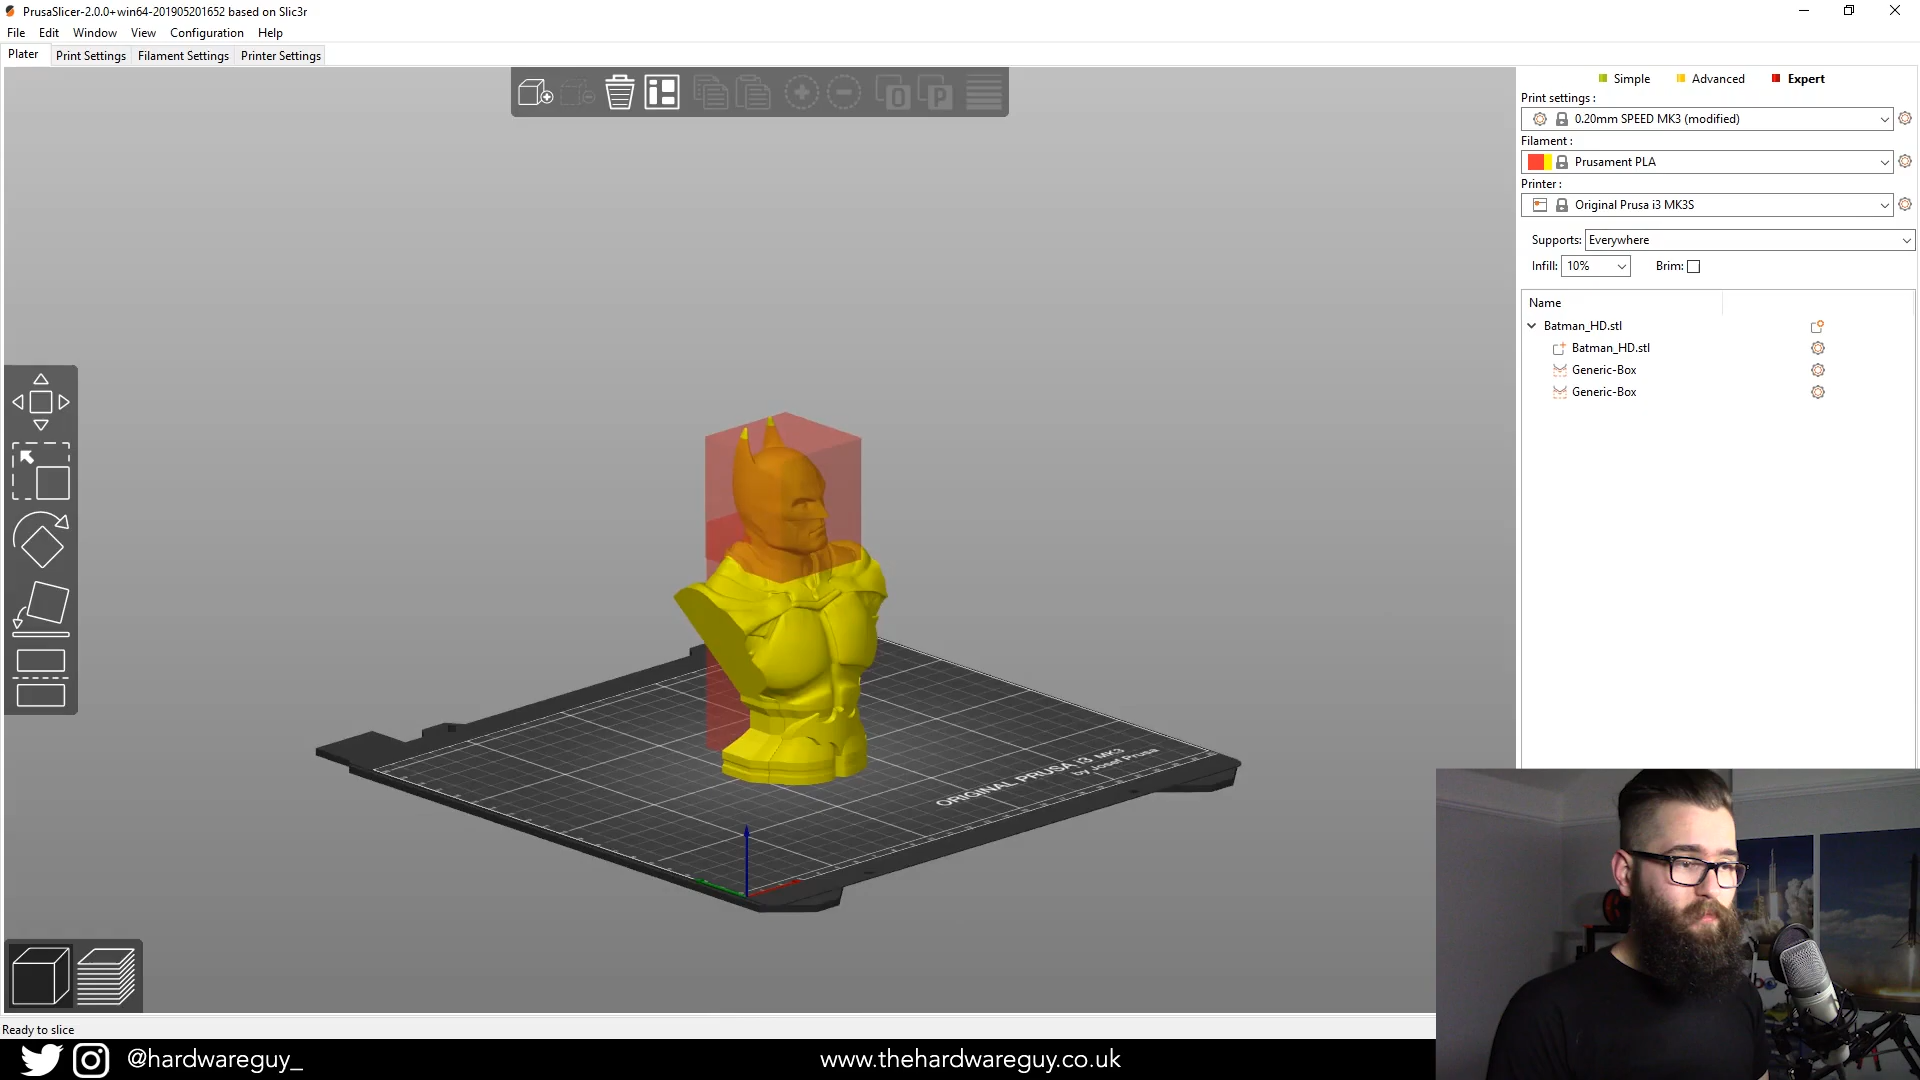 PrusaSlicer-2.0.0+win64-201905201652 based on Slic3r
File Edit Window View Configuration Help
Plater Print Settings Filament Settings Printer Settings
Simple Advanced Expert
Print settings :
0.20mm SPEED MK3 (modified)
Filament :
Prusament PLA
Printer :
Original Prusa i3 MK3S
Supports: Everywhere
Infill: 10% Brim:
Name
Batman_HD.stl
Batman_HD.stl
Generic-Box
Generic-Box
ORIGINAL PRUSA i3 MK3
by Josef Prusa
Ready to slice
@hardwareguy_ www.thehardwareguy.co.uk